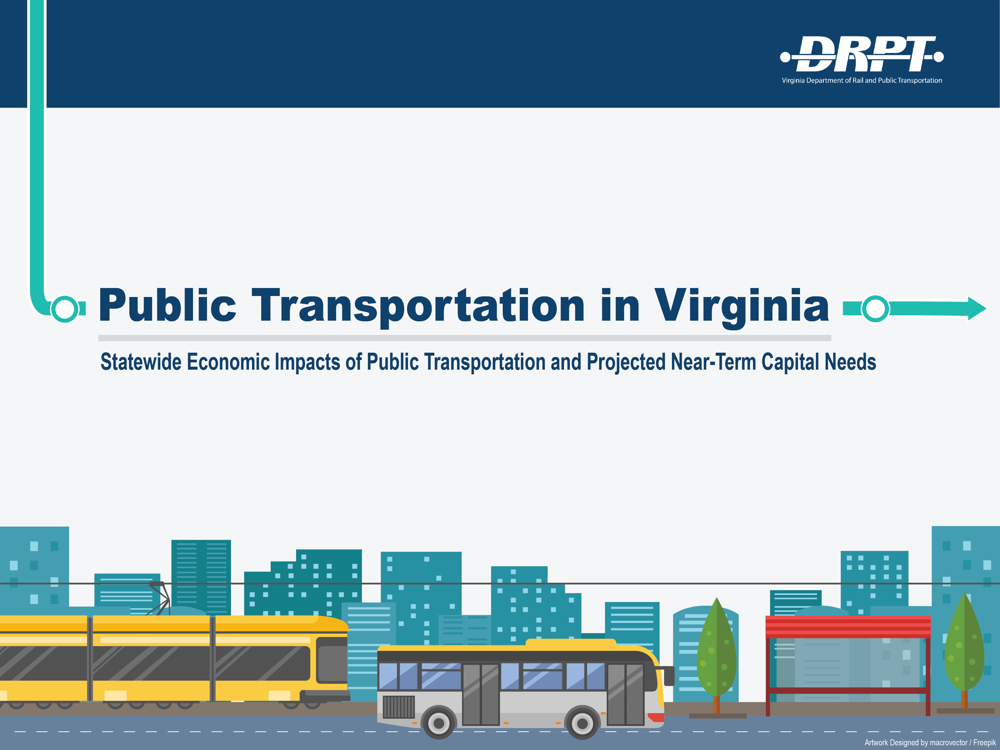 DRPT
Virginia Department of Rail and Public Transportation
Public Transportation in Virginia
Statewide Economic Impacts of Public Transportation and Projected Near-Term Capital Needs
Artwork Designed by macrovector / Freepik